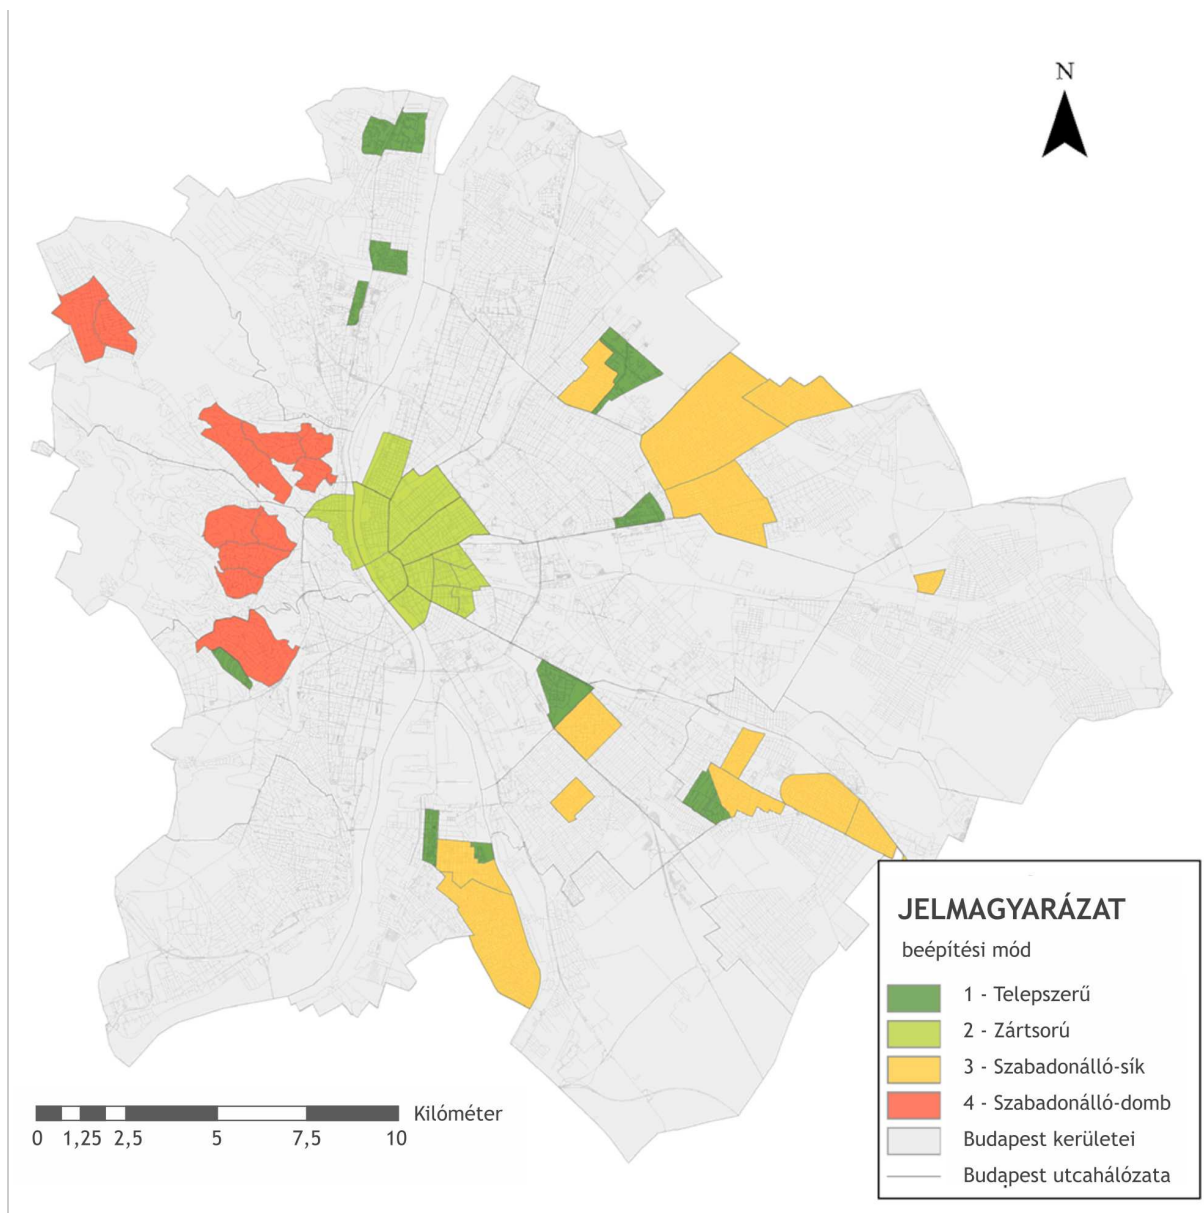 N
JELMAGYARÁZAT
beépítési mód
1 - Telepszerű
2 - Zártsorú
3 - Szabadonálló-sík
4 - Szabadonálló-domb
Budapest kerületei
Budapest utcahálózata
Kilóméter
0 1,25 2,5 5 7,5 10